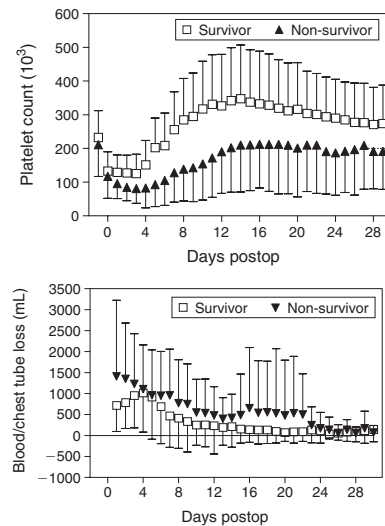 600
Survivor Non-survivor
500
400
300
200
100
0
Platelet count (10³)
0 4 8 12 16 20 24 28
Days postop
3500
Survivor Non-survivor
3000
2500
2000
1500
1000
500
0
−500
−1000
Blood/chest tube loss (mL)
0 4 8 12 16 20 24 28
Days postop